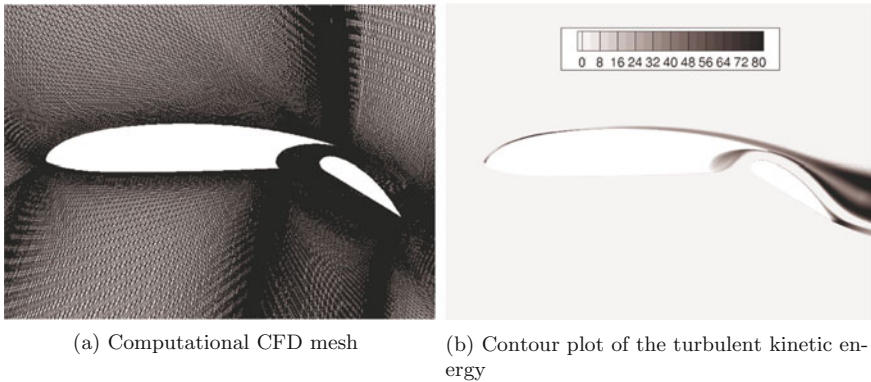 0 8 16 24 32 40 48 56 64 72 80
(a) Computational CFD mesh
(b) Contour plot of the turbulent kinetic en-
ergy